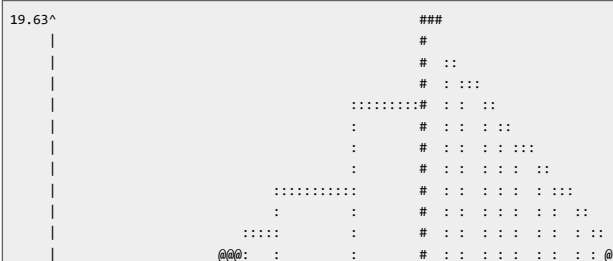 19.63^                                              ###
     |                                              #
     |                                              #  ::
     |                                              #  : :::
     |                                     :::::::::#  : :  ::
     |                                     :        #  : :  : ::
     |                                     :        #  : :  : : :::
     |                                     :        #  : :  : : :  ::
     |                           :::::::::::        #  : :  : : :  : :::
     |                           :         :        #  : :  : : :  : :  ::
     |                       :::::         :        #  : :  : : :  : :  : ::
     |                    @@@:   :         :        #  : :  : : :  : :  : : @